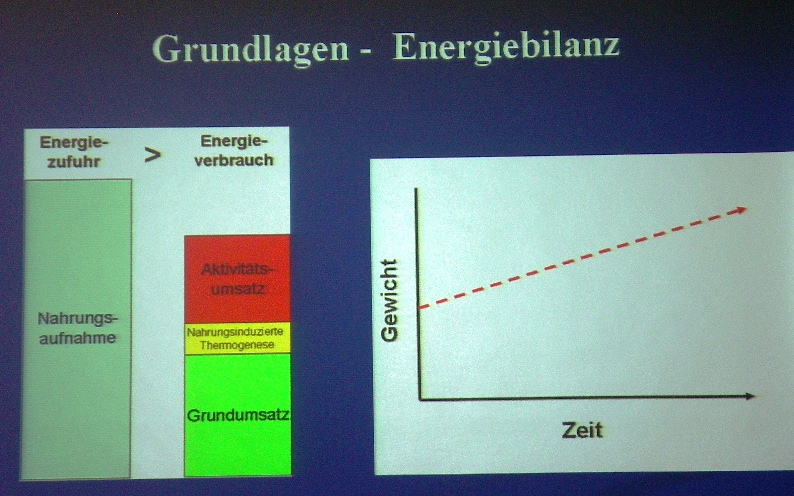 Grundlagen - Energiebilanz
Energie-
zufuhr
>
Energie-
verbrauch
Nahrungs-
aufnahme
Aktivitäts-
umsatz
Nahrungsinduzierte
Thermogenese
Grundumsatz
Gewicht
Zeit